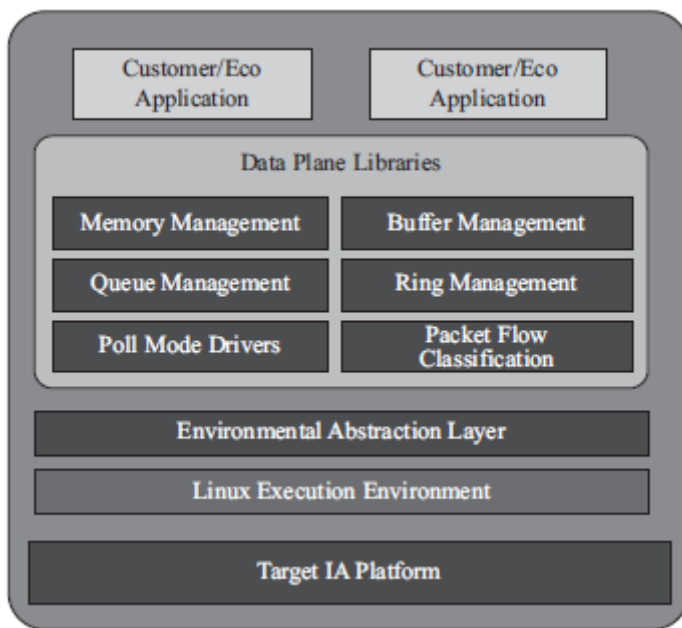 Customer/Eco
Application
Customer/Eco
Application
Data Plane Libraries
Memory Management
Buffer Management
Queue Management
Ring Management
Poll Mode Drivers
Packet Flow
Classification
Environmental Abstraction Layer
Linux Execution Environment
Target IA Platform